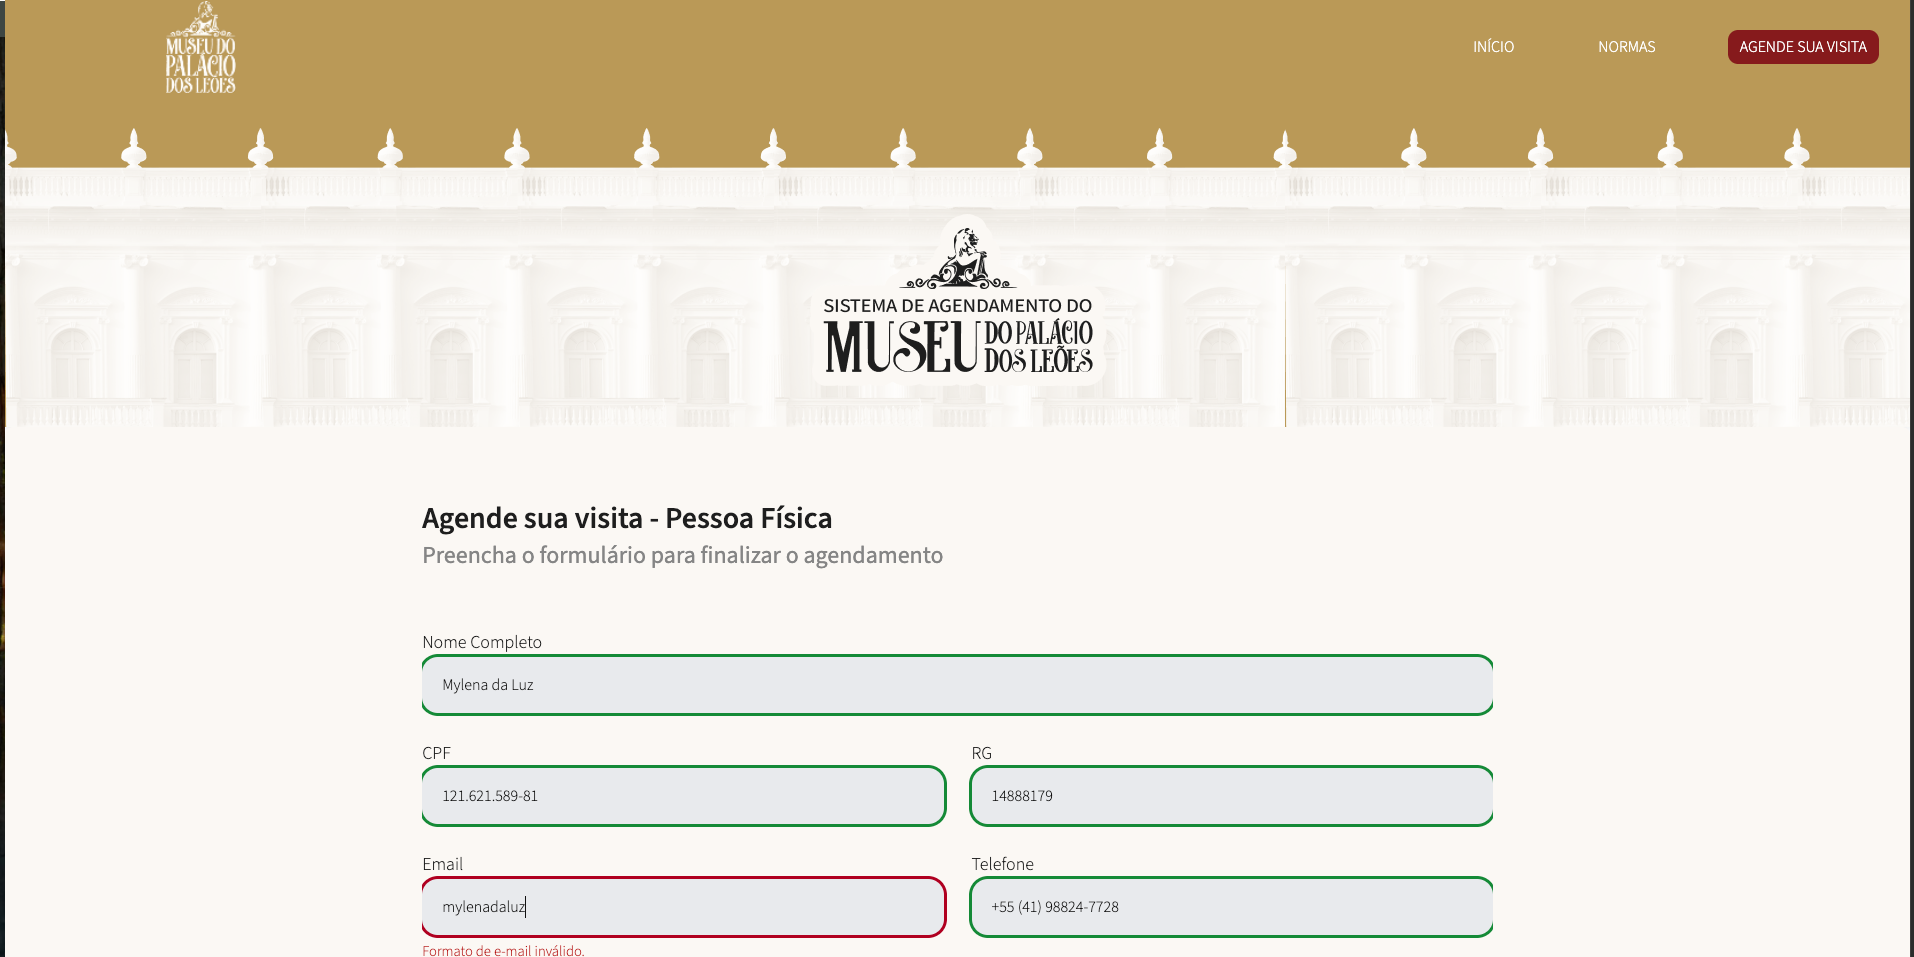 MUSEU DO
PALÁCIO
DOS LEÕES
INÍCIO
NORMAS
AGENDE SUA VISITA
SISTEMA DE AGENDAMENTO DO
MUSEU DO PALÁCIO
DOS LEÕES
Agende sua visita - Pessoa Física
Preencha o formulário para finalizar o agendamento
Nome Completo
Mylena da Luz
CPF
RG
121.621.589-81
14888179
Email
Telefone
mylenadaluz
+55 (41) 98824-7728
Formato de e-mail inválido.